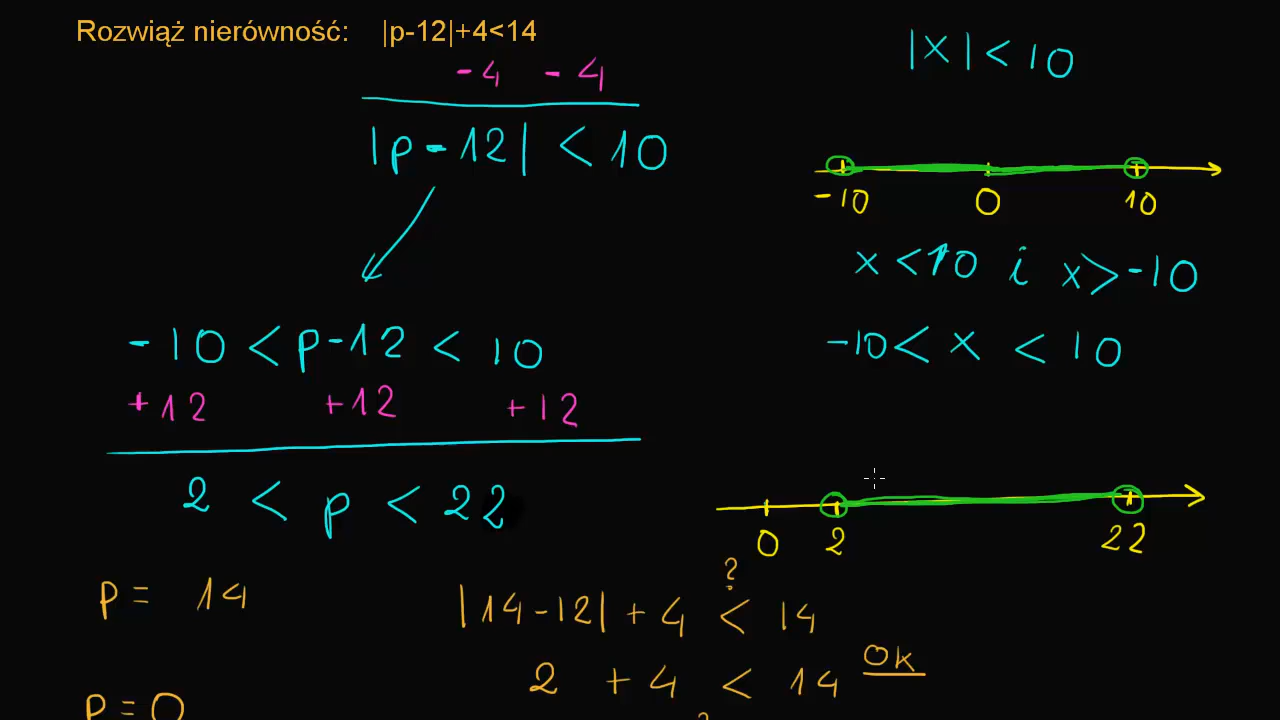 Rozwiąż nierówność: |p-12|+4<14
-4 -4
|p-12| < 10
-10 < p-12 < 10
+12 +12 +12
2 < p < 22
|x| < 10
-10 0 10
x < 10 i x > -10
-10 < x < 10
0 2 22
p = 14
?
|14-12| + 4 < 14
2 + 4 < 14 OK
p = 0
?